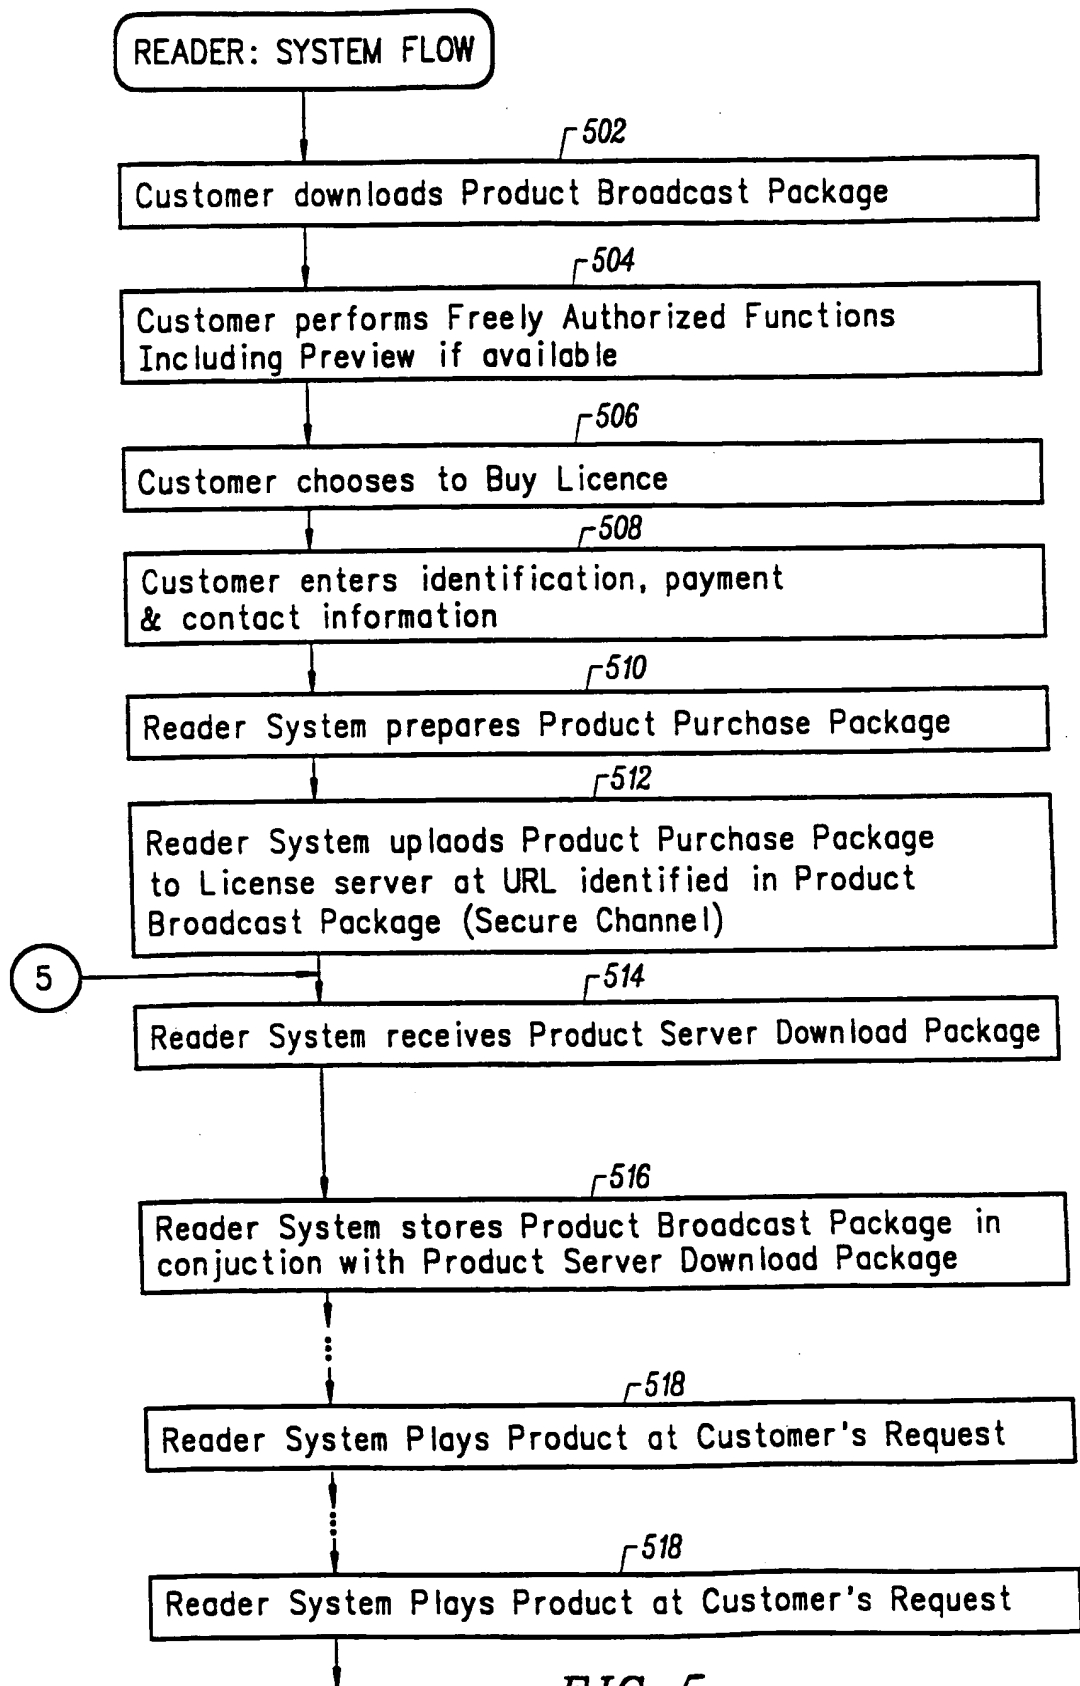 READER: SYSTEM FLOW
502
Customer downloads Product Broadcast Package
504
Customer performs Freely Authorized Functions
Including Preview if available
506
Customer chooses to Buy Licence
508
Customer enters identification, payment
& contact information
510
Reader System prepares Product Purchase Package
512
Reader System uplaods Product Purchase Package
to License server at URL identified in Product
Broadcast Package (Secure Channel)
5
514
Reader System receives Product Server Download Package
516
Reader System stores Product Broadcast Package in
conjuction with Product Server Download Package
518
Reader System Plays Product at Customer's Request
518
Reader System Plays Product at Customer's Request
FIG. 5